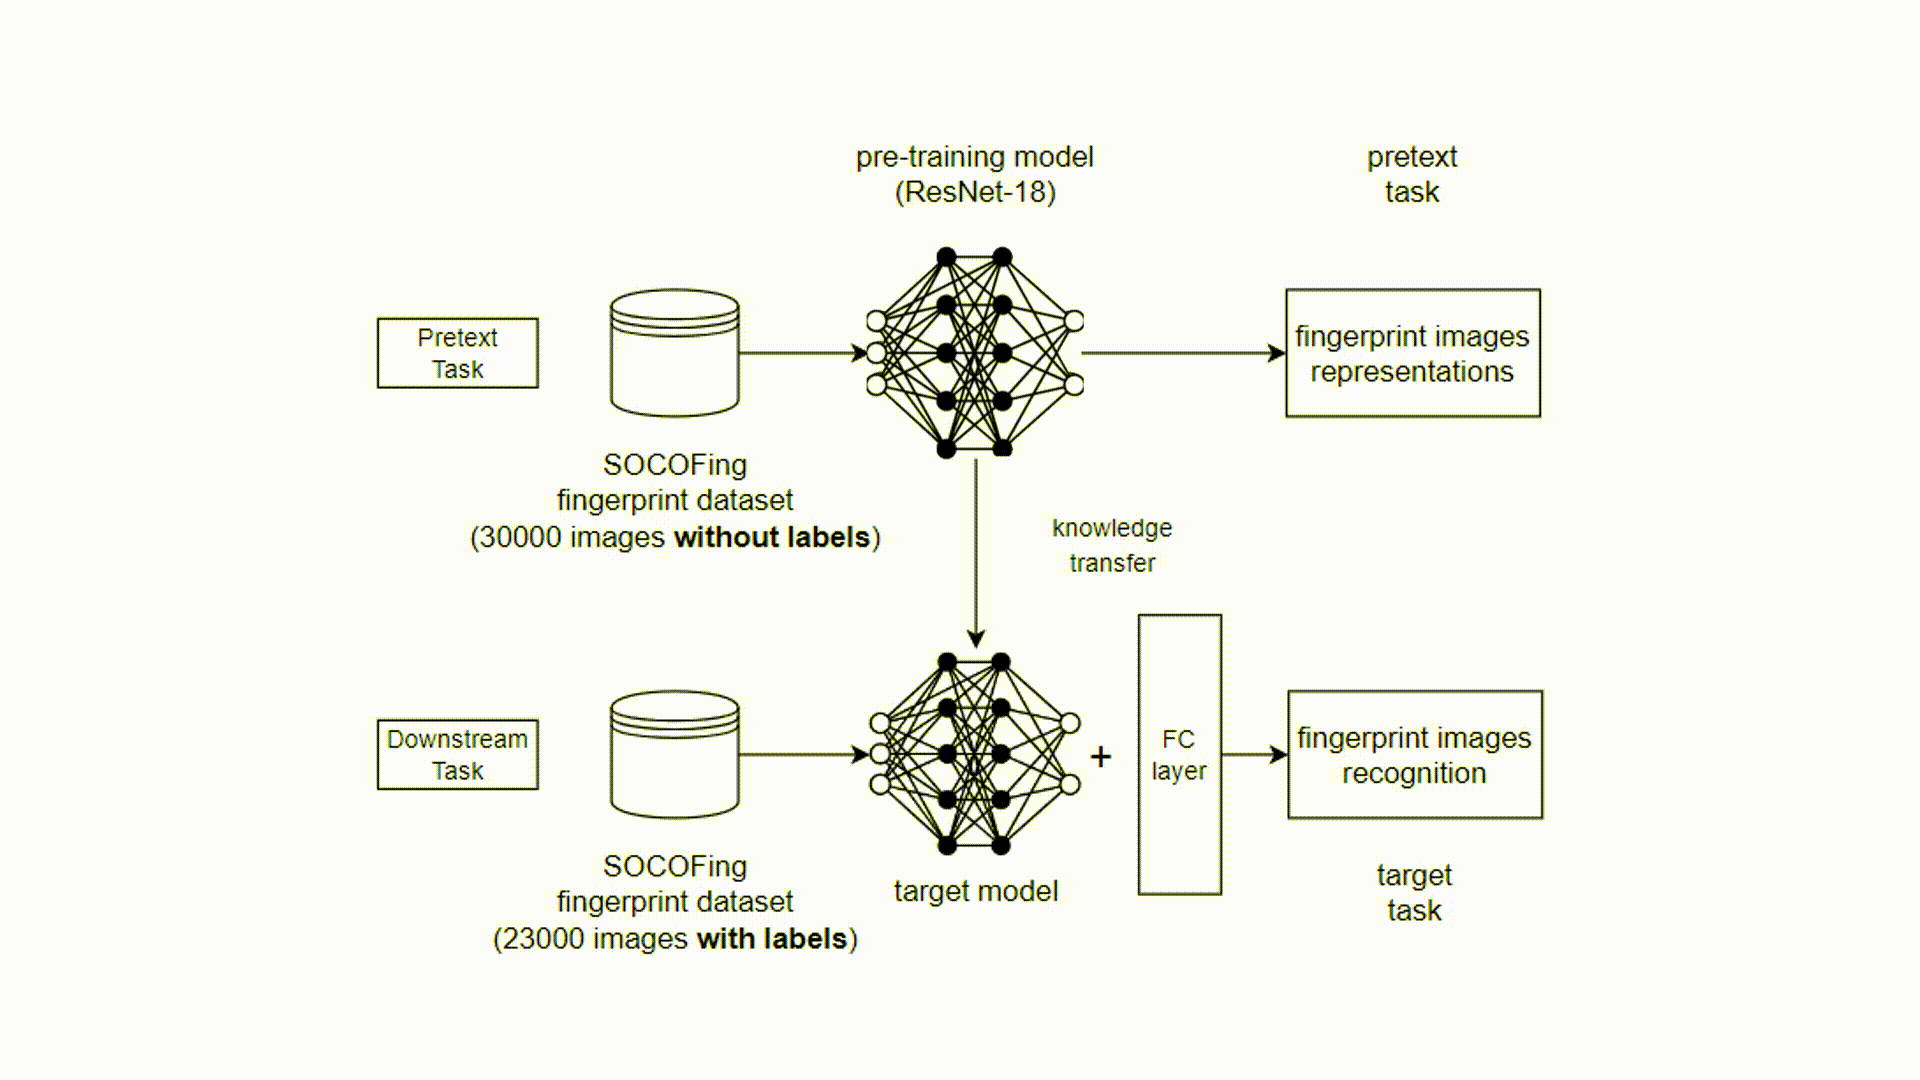 pre-training model
(ResNet-18)
pretext
task
Pretext
Task
fingerprint images
representations
SOCOFing
fingerprint dataset
(30000 images without labels)
knowledge
transfer
Downstream
Task
+
FC
layer
fingerprint images
recognition
SOCOFing
fingerprint dataset
(23000 images with labels)
target model
target
task